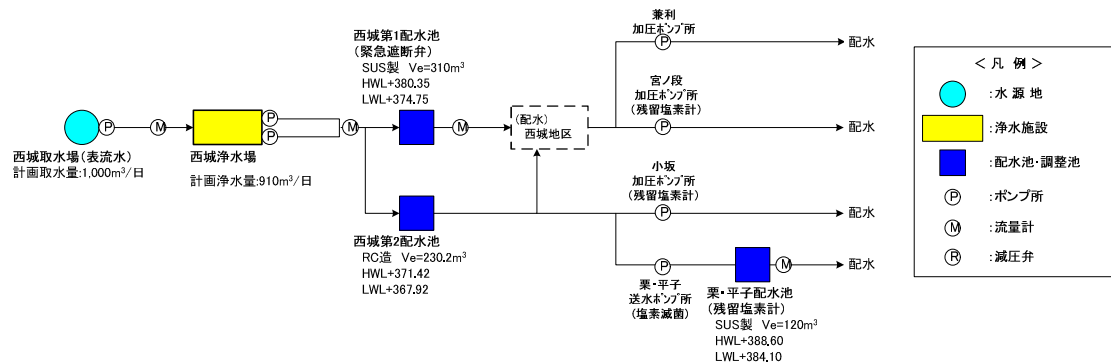 西城取水場(表流水)
計画取水量:1,000m³/日
P
M
西城浄水場
計画浄水量:910m³/日
P
P
M
西城第1配水池
(緊急遮断弁)
SUS製 Ve=310m³
HWL+380.35
LWL+374.75
M
西城第2配水池
RC造 Ve=230.2m³
HWL+371.42
LWL+367.92
(配水)
西城地区
兼利
加圧ポンプ所
P
配水
宮ノ段
加圧ポンプ所
(残留塩素計)
P
配水
小坂
加圧ポンプ所
(残留塩素計)
P
配水
P
栗・平子
送水ポンプ所
(塩素滅菌)
M
配水
栗・平子配水池
(残留塩素計)
SUS製 Ve=120m³
HWL+388.60
LWL+384.10
<凡例>
:水源地
:浄水施設
:配水池・調整池
P :ポンプ所
M :流量計
R :減圧弁